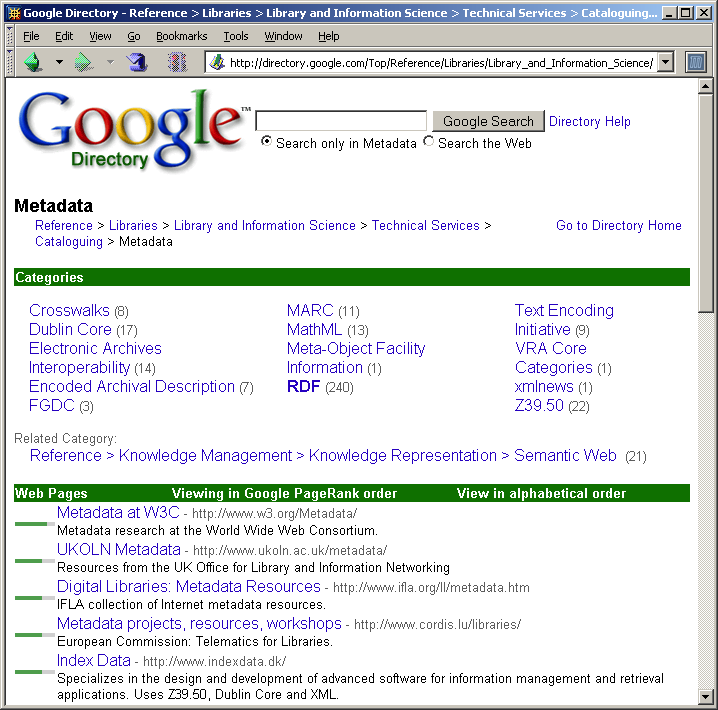 Google Directory - Reference > Libraries > Library and Information Science > Technical Services > Cataloguing...
File Edit View Go Bookmarks Tools Window Help
http://directory.google.com/Top/Reference/Libraries/Library_and_Information_Science/
Google™
Directory
Google Search Directory Help
Search only in Metadata Search the Web
Metadata
Reference > Libraries > Library and Information Science > Technical Services > Go to Directory Home
Cataloguing > Metadata
Categories
Crosswalks (8) MARC (11) Text Encoding
Dublin Core (17) MathML (13) Initiative (9)
Electronic Archives Meta-Object Facility VRA Core
Interoperability (14) Information (1) Categories (1)
Encoded Archival Description (7) RDF (240) xmlnews (1)
FGDC (3) Z39.50 (22)
Related Category:
Reference > Knowledge Management > Knowledge Representation > Semantic Web (21)
Web Pages Viewing in Google PageRank order View in alphabetical order
Metadata at W3C - http://www.w3.org/Metadata/
Metadata research at the World Wide Web Consortium.
UKOLN Metadata - http://www.ukoln.ac.uk/metadata/
Resources from the UK Office for Library and Information Networking
Digital Libraries: Metadata Resources - http://www.ifla.org/II/metadata.htm
IFLA collection of Internet metadata resources.
Metadata projects, resources, workshops - http://www.cordis.lu/libraries/
European Commission: Telematics for Libraries.
Index Data - http://www.indexdata.dk/
Specializes in the design and development of advanced software for information management and retrieval
applications. Uses Z39.50, Dublin Core and XML.